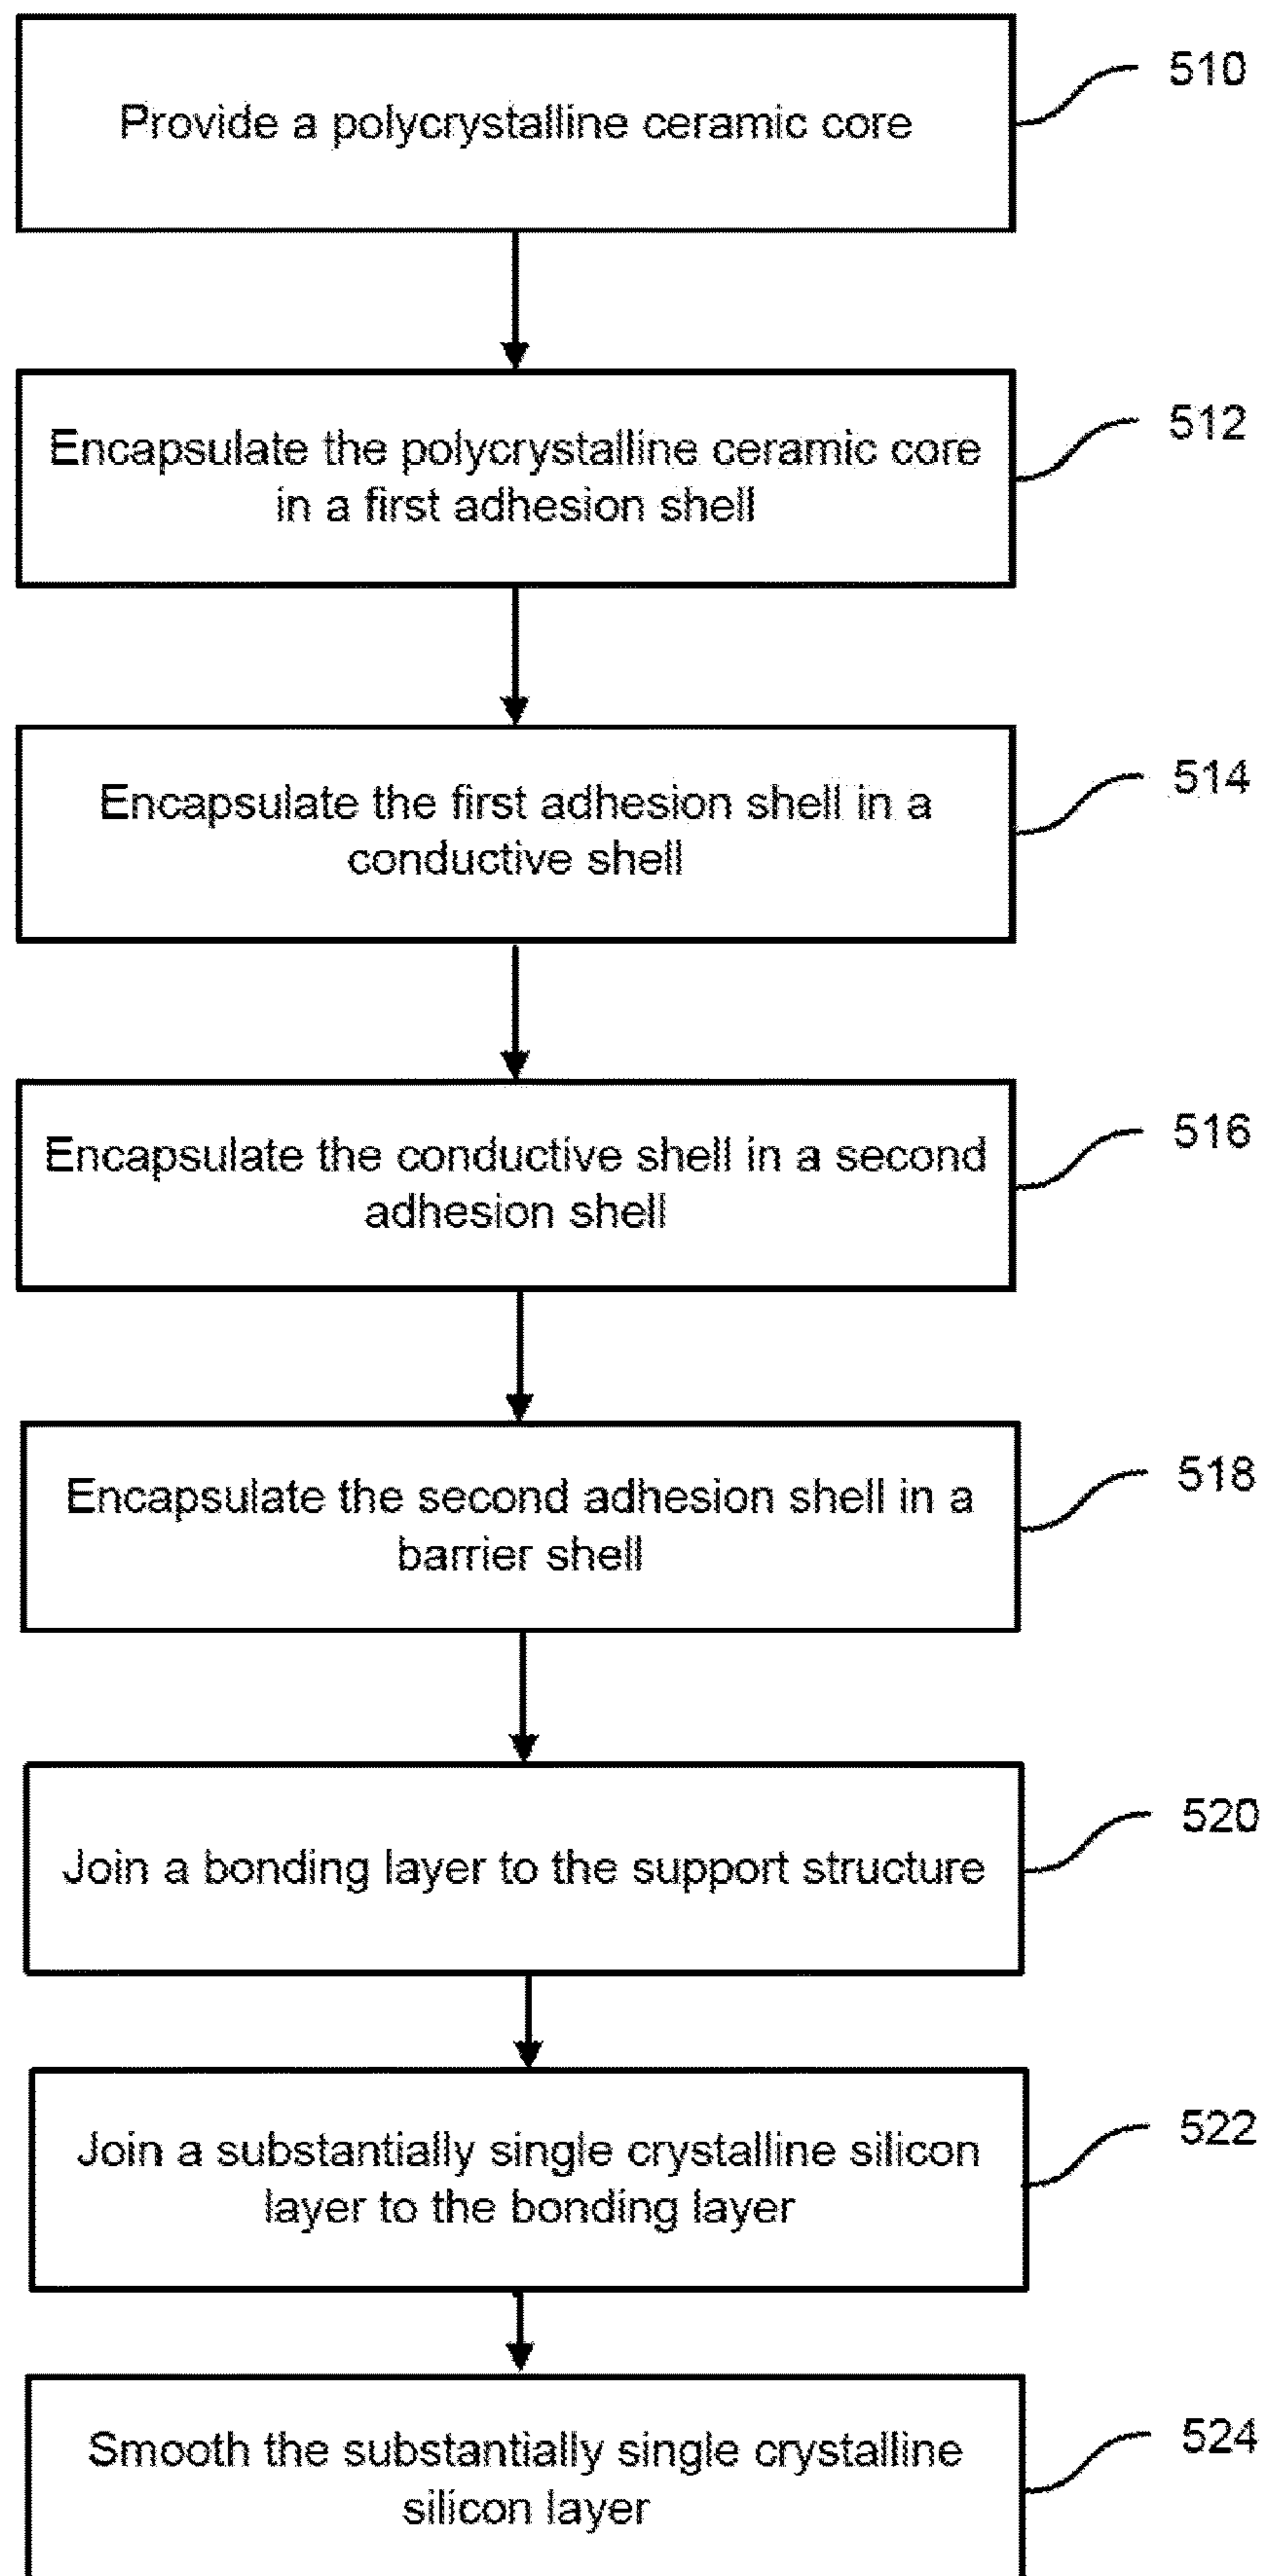 Provide a polycrystalline ceramic core
510
Encapsulate the polycrystalline ceramic core
in a first adhesion shell
512
Encapsulate the first adhesion shell in a
conductive shell
514
Encapsulate the conductive shell in a second
adhesion shell
516
Encapsulate the second adhesion shell in a
barrier shell
518
Join a bonding layer to the support structure
520
Join a substantially single crystalline silicon
layer to the bonding layer
522
Smooth the substantially single crystalline
silicon layer
524